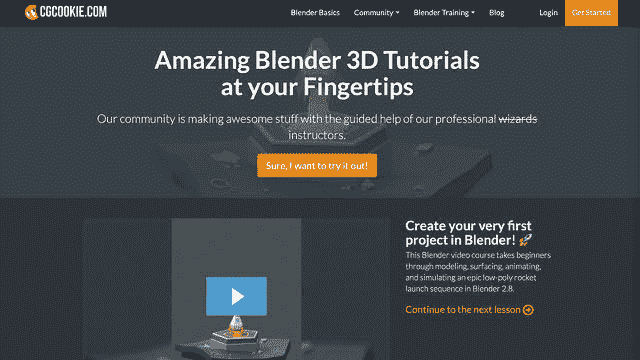 CGCOOKIE.COM
Blender Basics Community Blender Training Blog Login Get Started
Amazing Blender 3D Tutorials
at your Fingertips
Our community is making awesome stuff with the guided help of our professional wizards
instructors.
Sure, I want to try it out!
Create your very first
project in Blender! 🚀
This Blender video course takes beginners
through modeling, surfacing, animating,
and simulating an epic low-poly rocket
launch sequence in Blender 2.8.
Continue to the next lesson